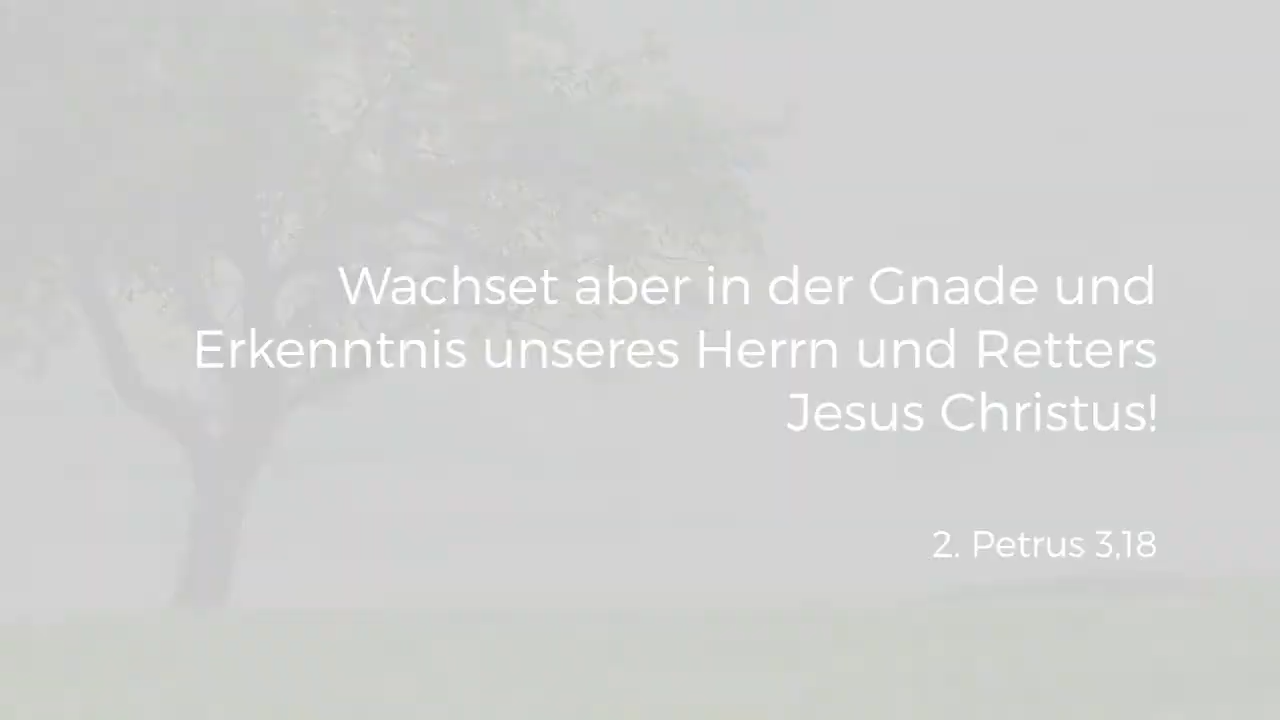 Wachset aber in der Gnade und
Erkenntnis unseres Herrn und Retters
Jesus Christus!
2. Petrus 3,18